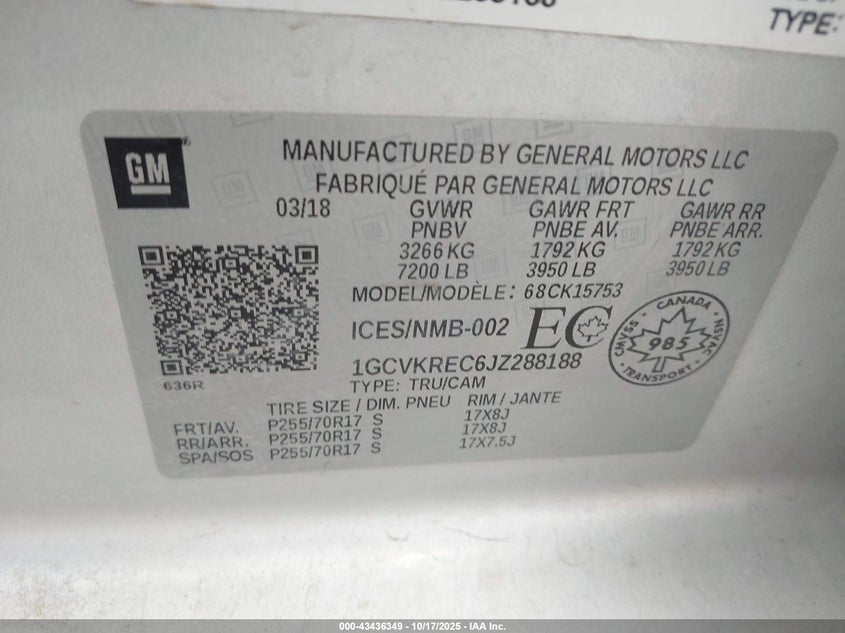 TYPE:
GM
MANUFACTURED BY GENERAL MOTORS LLC
FABRIQUÉ PAR GENERAL MOTORS LLC
03/18 GVWR GAWR FRT GAWR RR
PNBV PNBE AV. PNBE ARR.
3266 KG 1792 KG 1792 KG
7200 LB 3950 LB 3950 LB
MODEL/MODÈLE: 68CK15753
ICES/NMB-002 EC
CANADA
CMVSS 985 NSVAC
TRANSPORT
1GCVKREC6JZ288188
636R
TYPE: TRU/CAM
TIRE SIZE / DIM. PNEU RIM / JANTE
FRT/AV. P255/70R17 S 17X8J
RR/ARR. P255/70R17 S 17X8J
SPA/SOS P255/70R17 S 17X7.5J
000-43436349 - 10/17/2025 - IAA Inc.